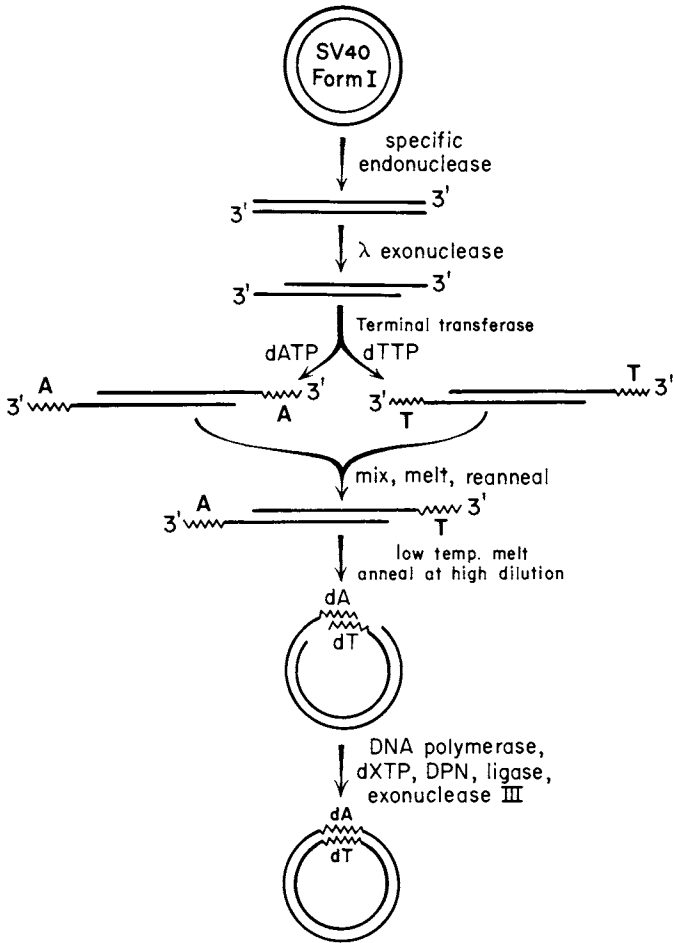 SV40
Form I
specific
endonuclease
3'
3'
λ exonuclease
3'
3'
Terminal transferase
dATP dTTP
A T
3' 3' 3' 3'
A T
mix, melt, reanneal
A
3' 3'
T
low temp. melt
anneal at high dilution
dA
dT
DNA polymerase,
dXTP, DPN, ligase,
exonuclease III
dA
dT